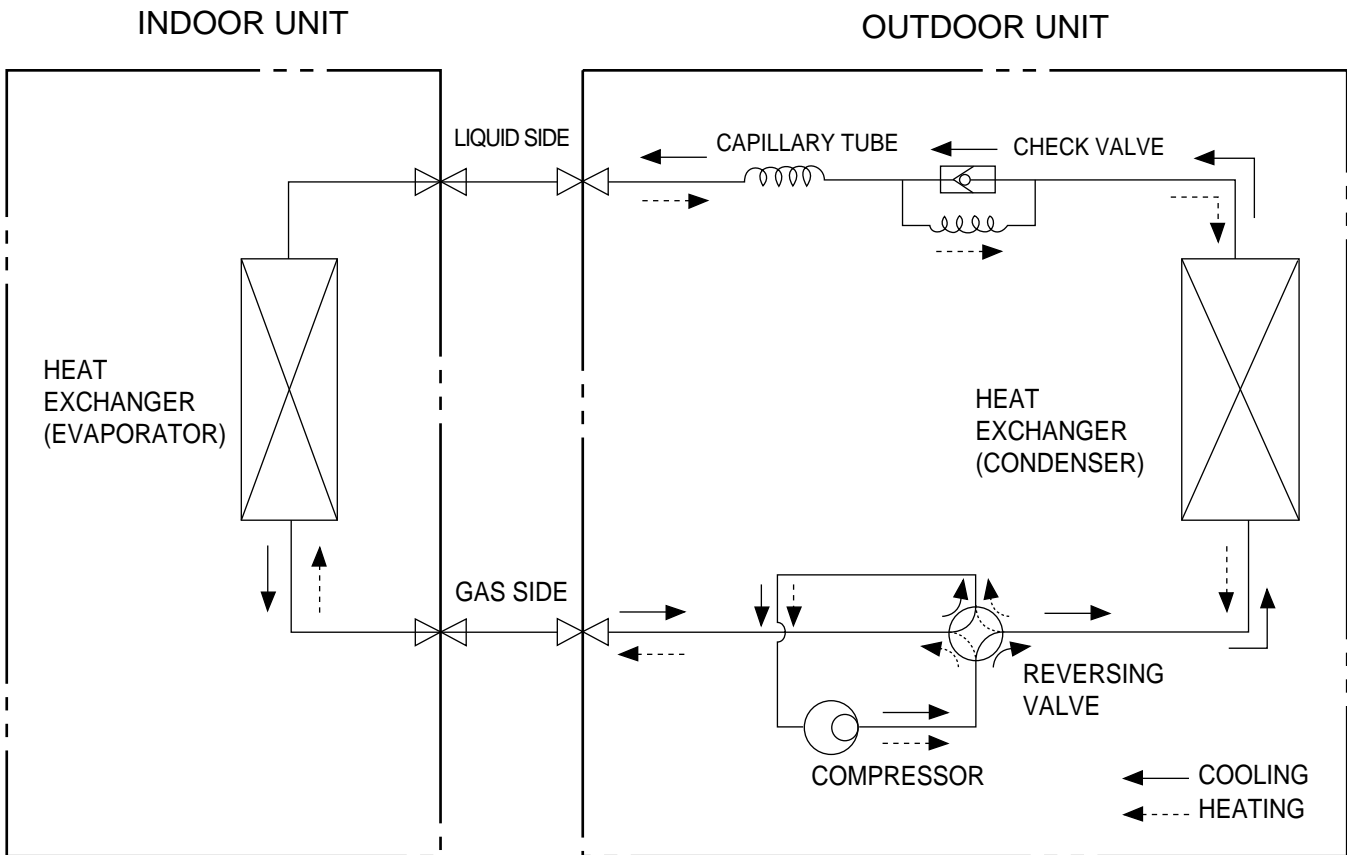 INDOOR UNIT
OUTDOOR UNIT
LIQUID SIDE
CAPILLARY TUBE
CHECK VALVE
HEAT
EXCHANGER
(EVAPORATOR)
HEAT
EXCHANGER
(CONDENSER)
GAS SIDE
REVERSING
VALVE
COMPRESSOR
COOLING
HEATING